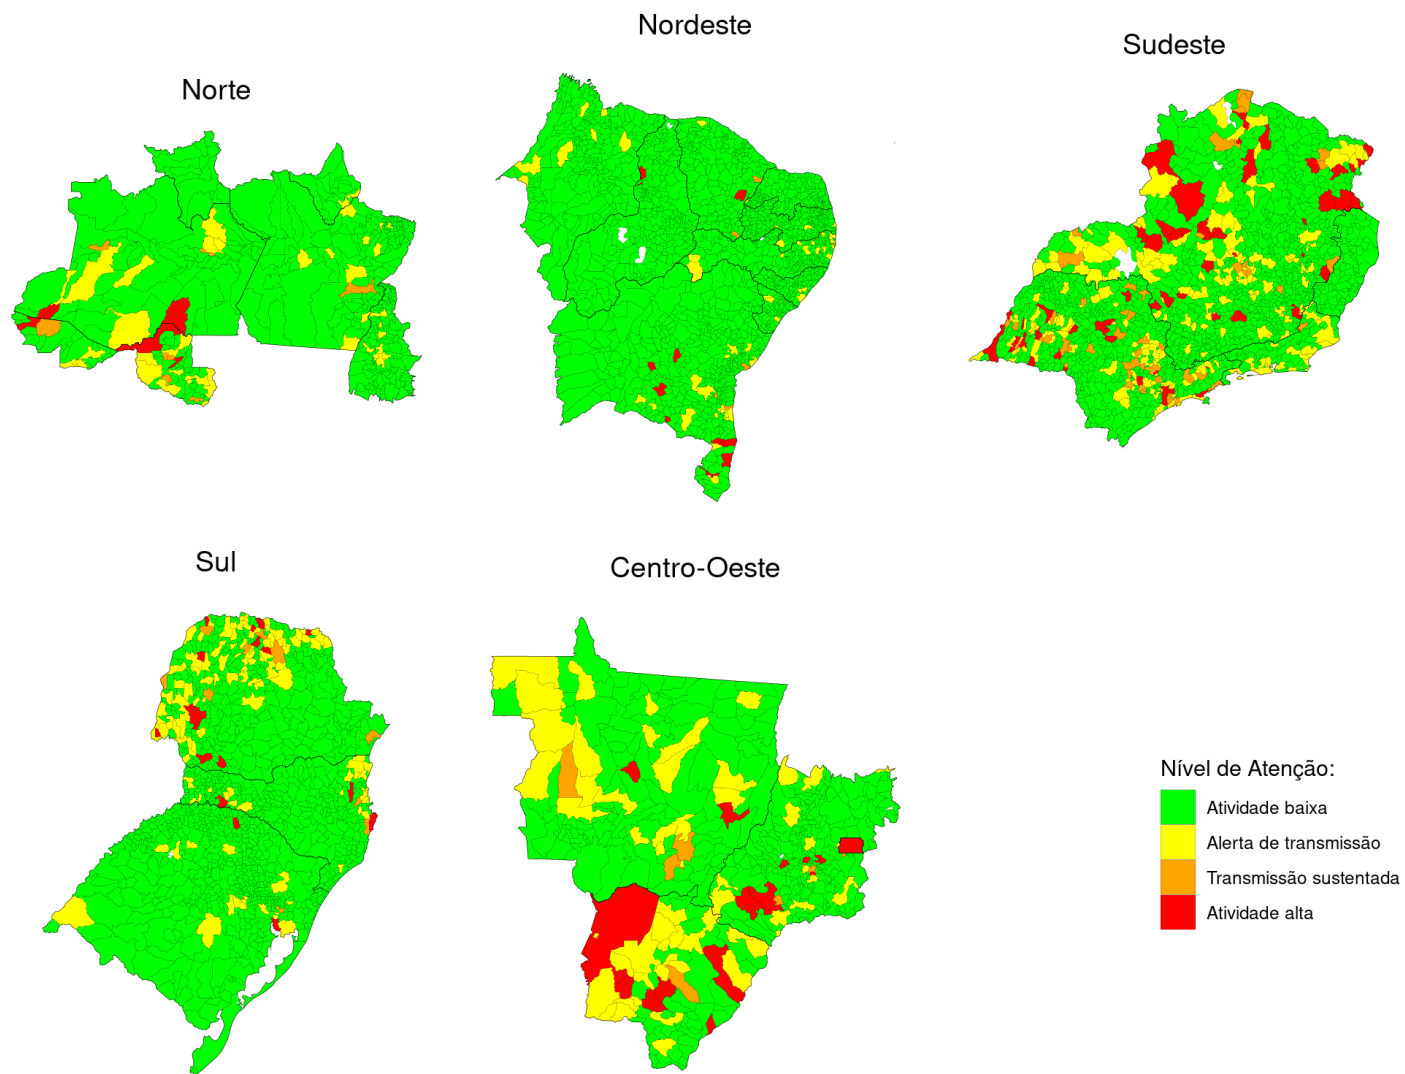 Norte
Nordeste
Sudeste
Sul
Centro-Oeste
Nível de Atenção:
Atividade baixa
Alerta de transmissão
Transmissão sustentada
Atividade alta